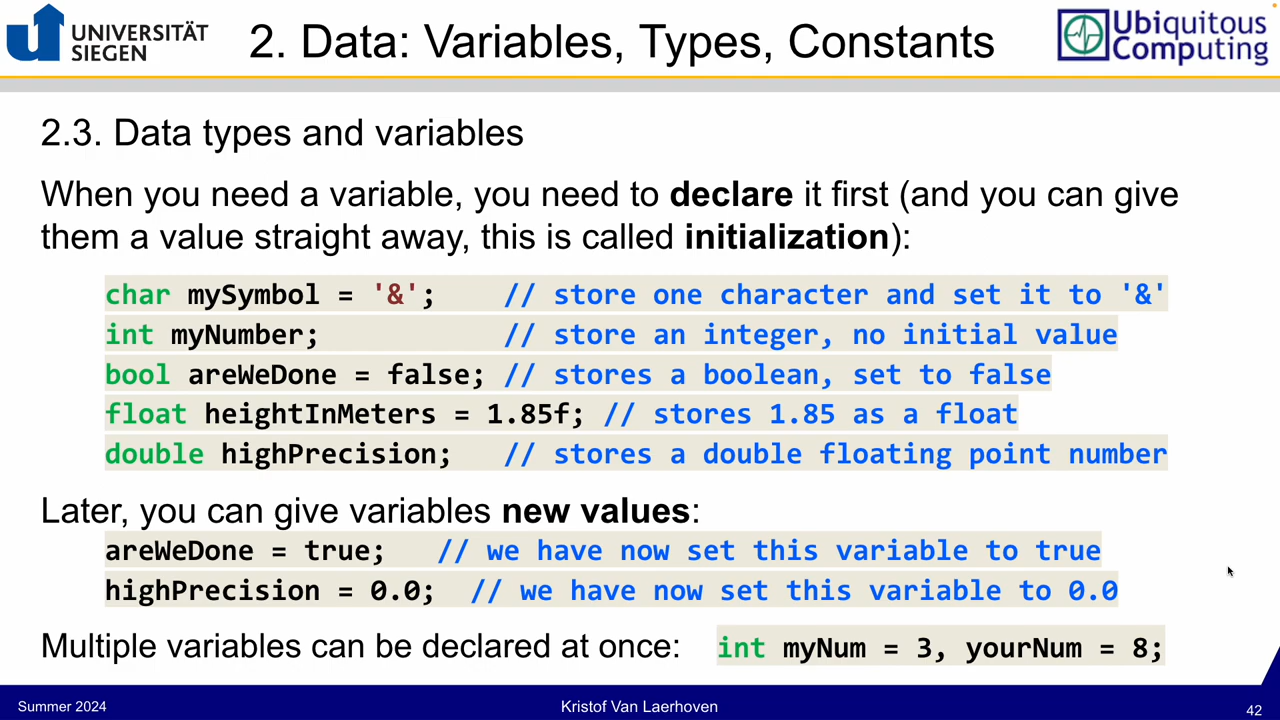 UNIVERSITÄT
SIEGEN
2. Data: Variables, Types, Constants
Ubiquitous
Computing
2.3. Data types and variables
When you need a variable, you need to declare it first (and you can give
them a value straight away, this is called initialization):
char mySymbol = '&'; // store one character and set it to '&'
int myNumber; // store an integer, no initial value
bool areWeDone = false; // stores a boolean, set to false
float heightInMeters = 1.85f; // stores 1.85 as a float
double highPrecision; // stores a double floating point number
Later, you can give variables new values:
areWeDone = true; // we have now set this variable to true
highPrecision = 0.0; // we have now set this variable to 0.0
Multiple variables can be declared at once: int myNum = 3, yourNum = 8;
Summer 2024 Kristof Van Laerhoven 42